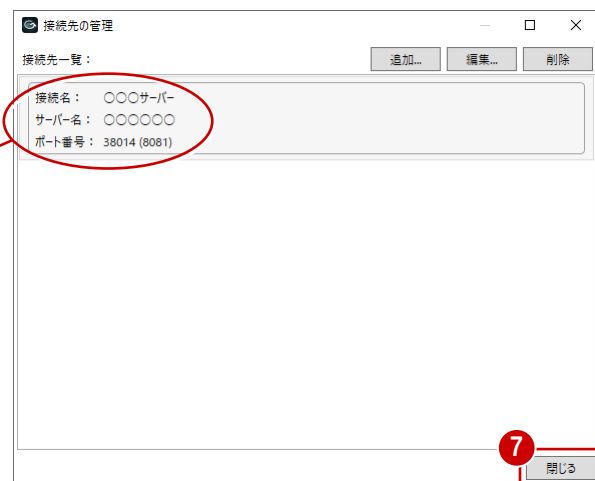 接続先の管理
接続先一覧： 追加... 編集... 削除
接続名： 〇〇〇サーバー
サーバー名： 〇〇〇〇〇〇
ポート番号： 38014 (8081)
7
閉じる